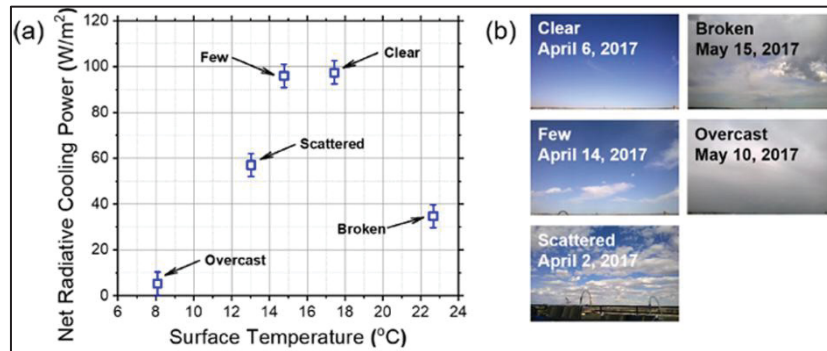 (a)
Net Radiative Cooling Power (W/m²)
120
100
80
60
40
20
0
Few
Clear
Scattered
Broken
Overcast
6 8 10 12 14 16 18 20 22 24
Surface Temperature (°C)
(b)
Clear
April 6, 2017
Broken
May 15, 2017
Few
April 14, 2017
Overcast
May 10, 2017
Scattered
April 2, 2017